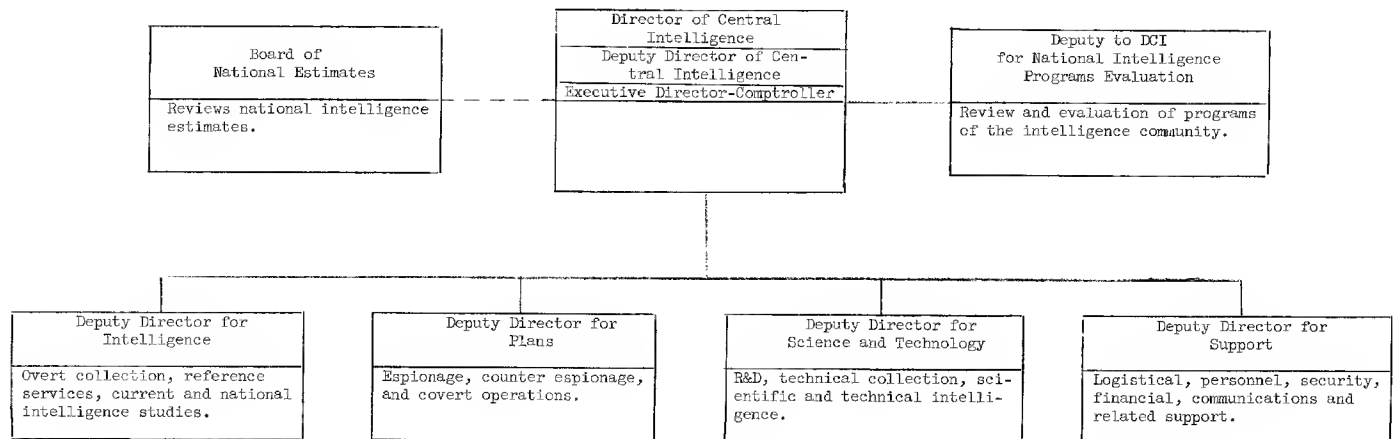 Board of
National Estimates
Reviews national intelligence
estimates.
Director of Central
Intelligence
Deputy Director of Cen-
tral Intelligence
Executive Director-Comptroller
Deputy to DCI
for National Intelligence
Programs Evaluation
Review and evaluation of programs
of the intelligence community.
Deputy Director for
Intelligence
Overt collection, reference
services, current and national
intelligence studies.
Deputy Director for
Plans
Espionage, counter espionage,
and covert operations.
Deputy Director for
Science and Technology
R&D, technical collection, sci-
entific and technical intelli-
gence.
Deputy Director for
Support
Logistical, personnel, security,
financial, communications and
related support.